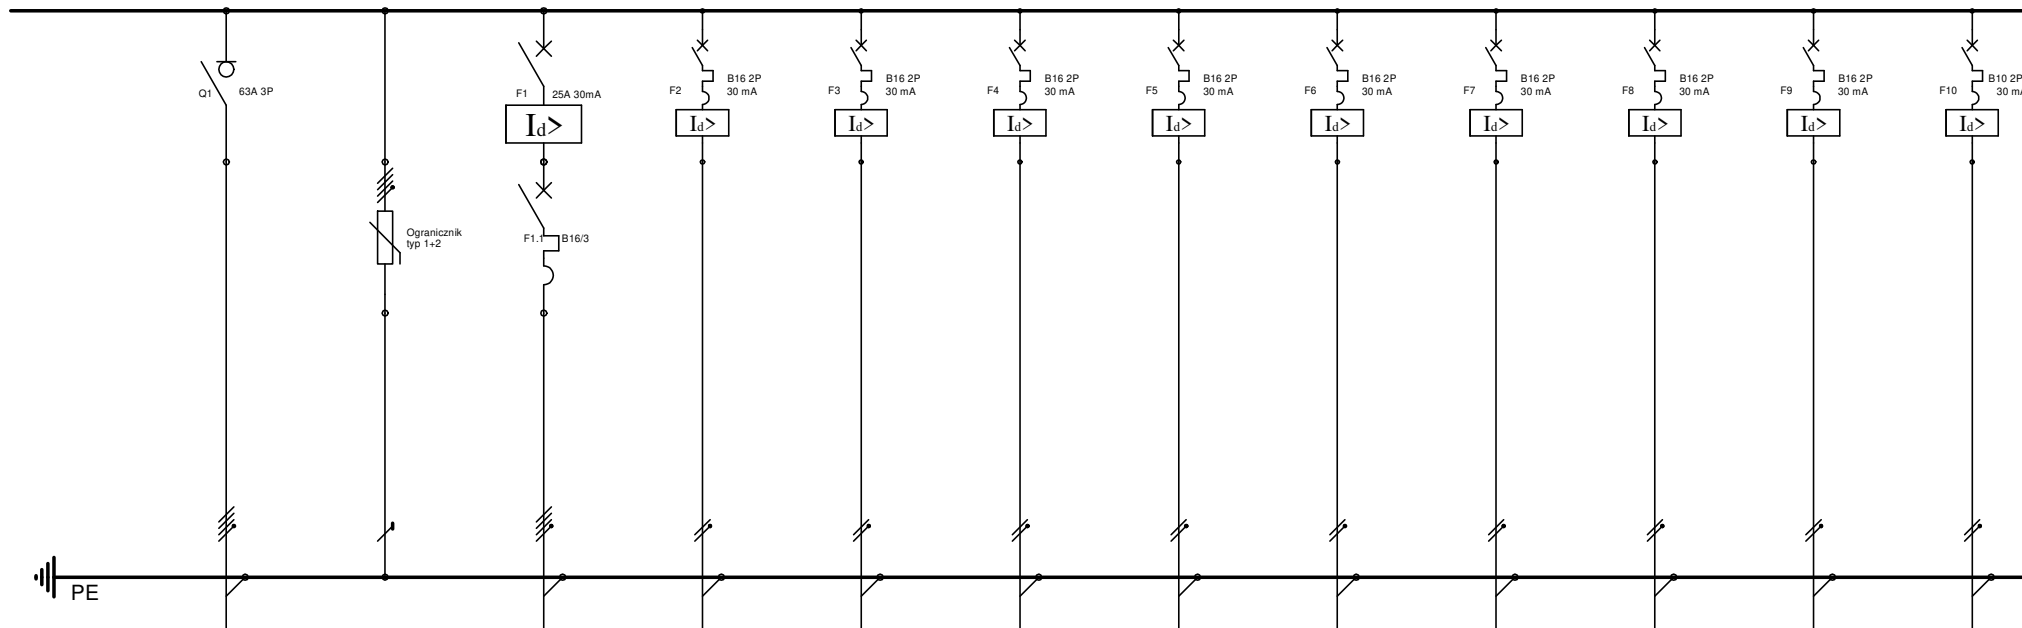 Q1
63A 3P
Ogranicznik
typ 1+2
F1
25A 30mA
Id>
F1.1
B16/3
F2
B16 2P
30 mA
Id>
F3
B16 2P
30 mA
Id>
F4
B16 2P
30 mA
Id>
F5
B16 2P
30 mA
Id>
F6
B16 2P
30 mA
Id>
F7
B16 2P
30 mA
Id>
F8
B16 2P
30 mA
Id>
F9
B16 2P
30 mA
Id>
F10
B10 2P
30 mA
Id>
PE